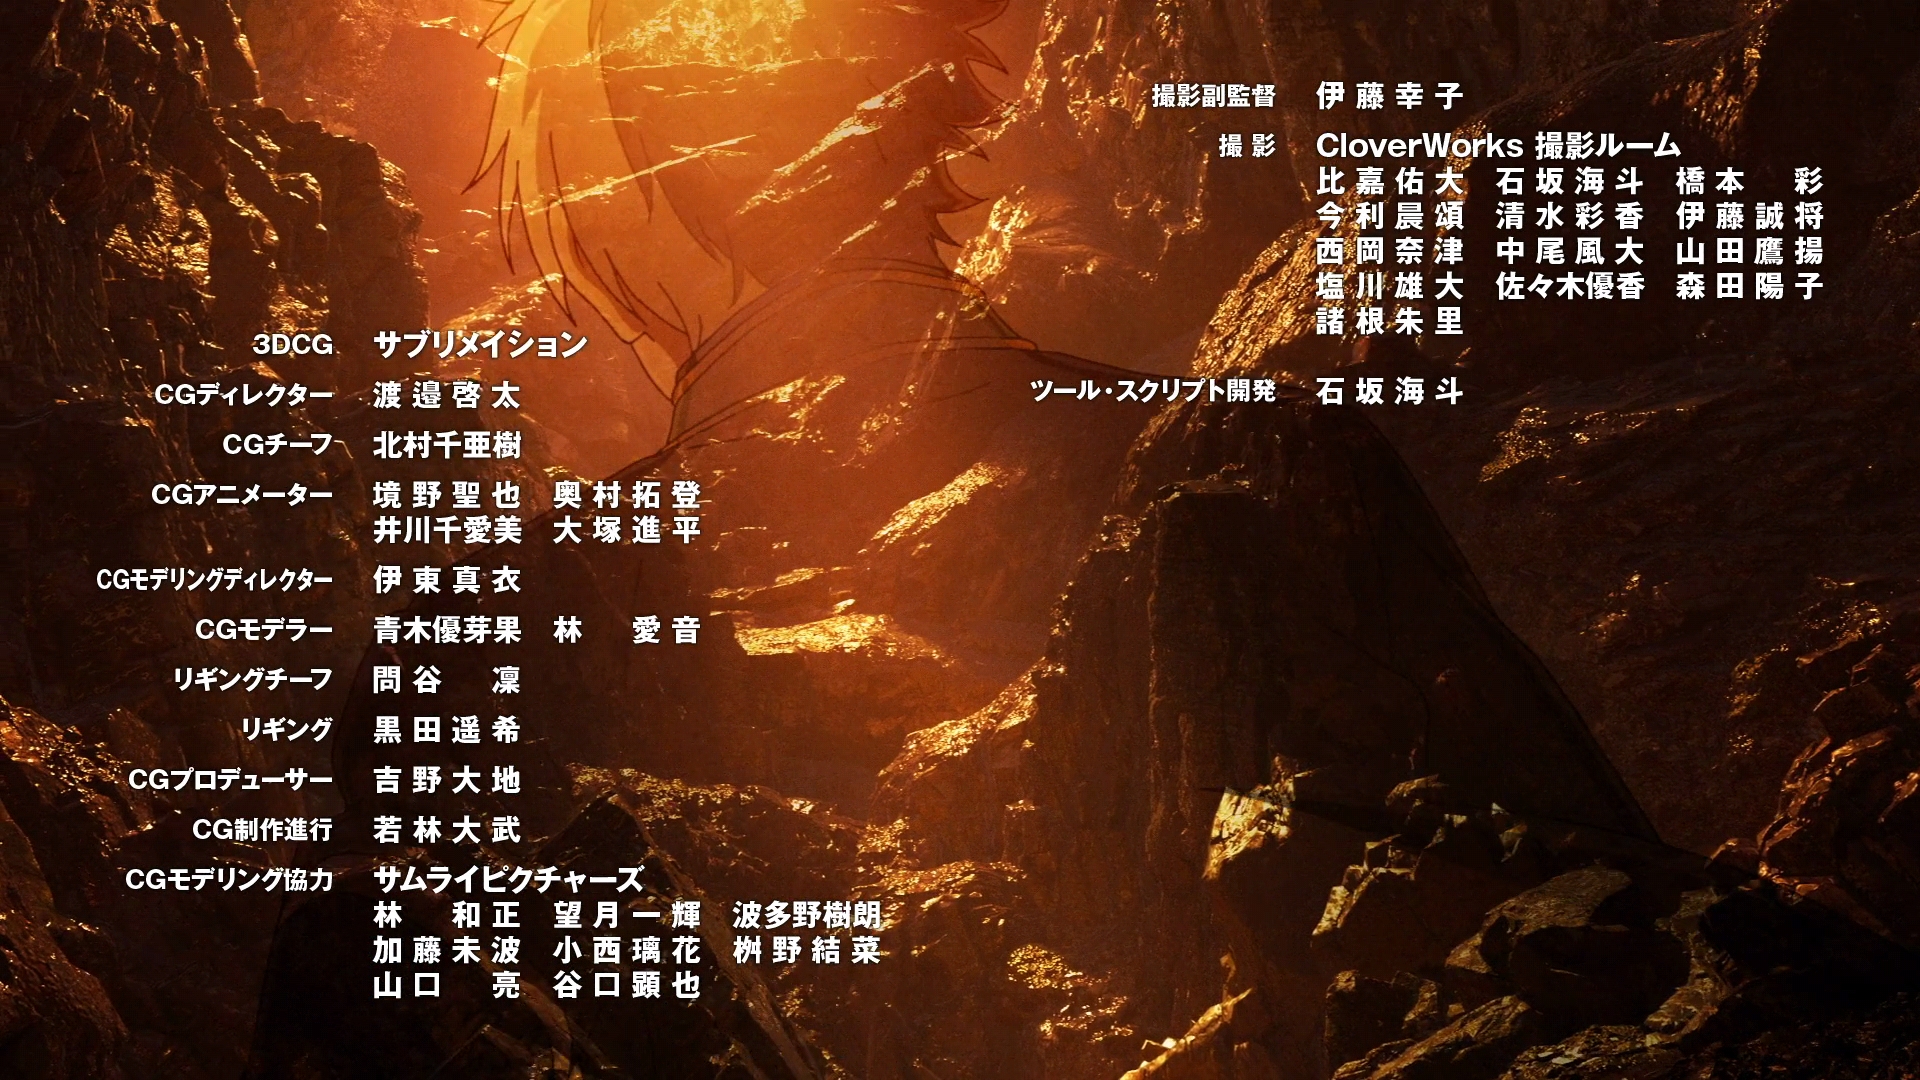 3DCG サブリメイション
CGディレクター 渡邉啓太
CGチーフ 北村千亜樹
CGアニメーター 境野聖也 奥村拓登
井川千愛美 大塚進平
CGモデリングディレクター 伊東真衣
CGモデラー 青木優芽果 林 愛音
リギングチーフ 問谷 凜
リギング 黒田遥希
CGプロデューサー 吉野大地
CG制作進行 若林大武
CGモデリング協力 サムライピクチャーズ
林 和正 望月一輝 波多野樹朗
加藤未波 小西璃花 桝野結菜
山口 亮 谷口顕也
撮影副監督 伊藤幸子
撮影 CloverWorks 撮影ルーム
比嘉佑大 石坂海斗 橋本 彩
今利晨頌 清水彩香 伊藤誠将
西岡奈津 中尾風大 山田鷹揚
塩川雄大 佐々木優香 森田陽子
諸根朱里
ツール・スクリプト開発 石坂海斗